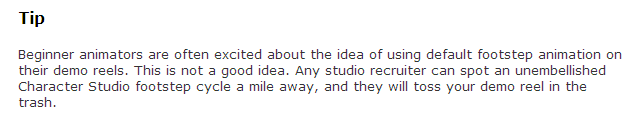 Tip
Beginner animators are often excited about the idea of using default footstep animation on
their demo reels. This is not a good idea. Any studio recruiter can spot an unembellished
Character Studio footstep cycle a mile away, and they will toss your demo reel in the
trash.